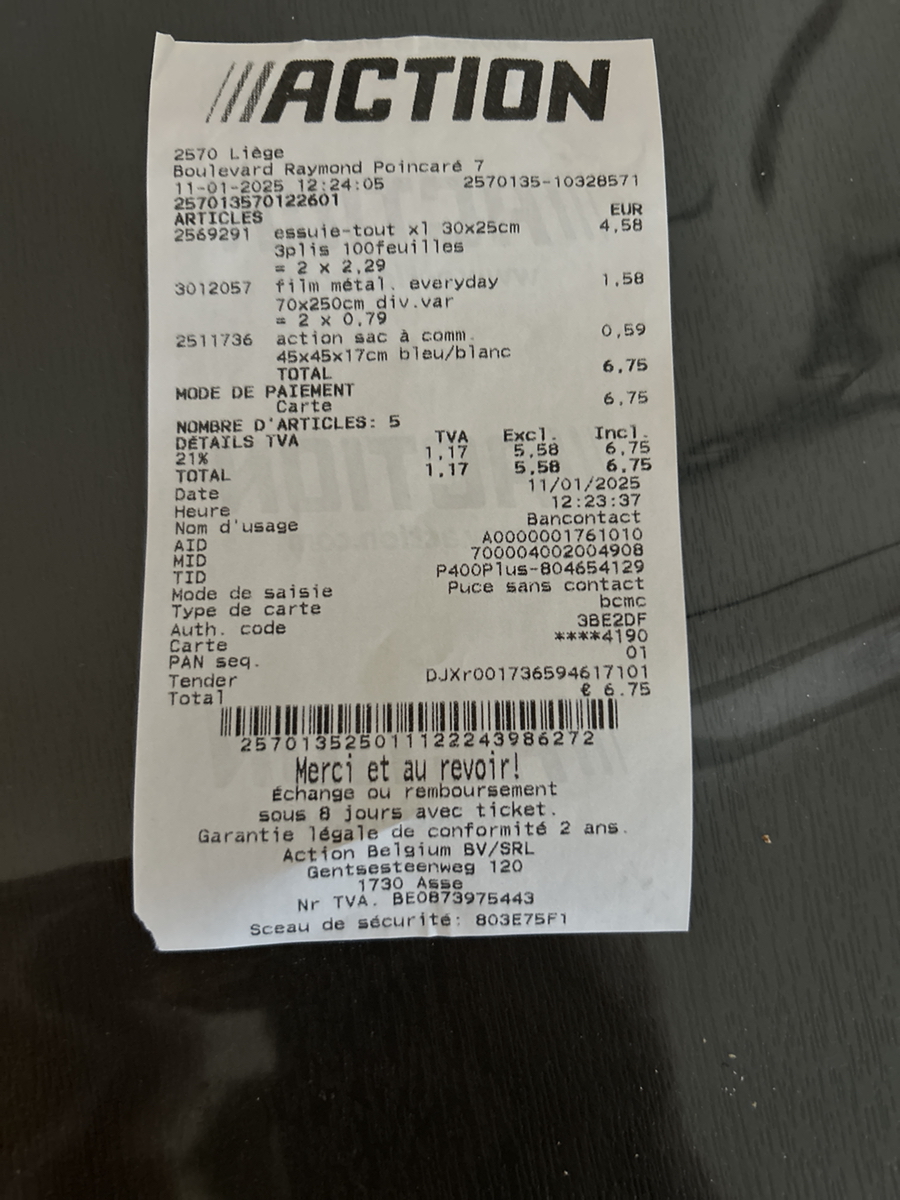 ///ACTION
2570 Liège
Boulevard Raymond Poincaré 7
11-01-2025 12:24:05 2570135-10328571
257013570122601
ARTICLES EUR
2569291 essuie-tout xl 30x25cm 4,58
3plis 100feuilles
= 2 x 2,29
3012057 film métal. everyday 1,58
70x250cm div.var
= 2 x 0,79
2511736 action sac à comm. 0,59
45x45x17cm bleu/blanc
TOTAL 6,75
MODE DE PAIEMENT
Carte 6,75
NOMBRE D'ARTICLES: 5
DÉTAILS TVA TVA Excl. Incl.
21% 1,17 5,58 6,75
TOTAL 1,17 5,58 6,75
Date 11/01/2025
Heure 12:23:37
Nom d'usage Bancontact
AID A0000001761010
MID 700004002004908
TID P400Plus-804654129
Mode de saisie Puce sans contact
Type de carte bcmc
Auth. code 3BE2DF
Carte ****4190
PAN seq. 01
Tender DJXr001736594617101
Total € 6.75
257013525011122243986272
Merci et au revoir!
Échange ou remboursement
sous 8 jours avec ticket.
Garantie légale de conformité 2 ans.
Action Belgium BV/SRL
Gentsesteenweg 120
1730 Asse
Nr TVA. BE0873975443
Sceau de sécurité: 803E75F1